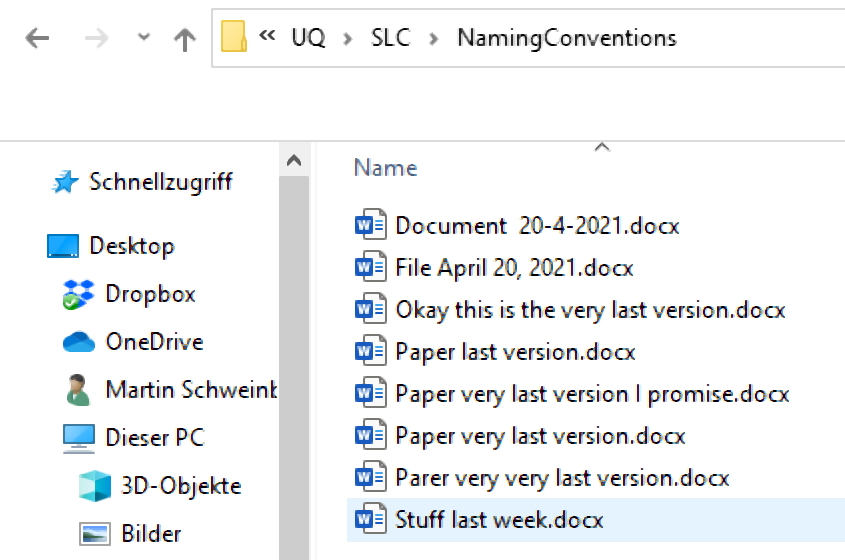 « UQ › SLC › NamingConventions
Schnellzugriff
Desktop
Dropbox
OneDrive
Martin Schweinb
Dieser PC
3D-Objekte
Bilder
Name
Document  20-4-2021.docx
File April 20, 2021.docx
Okay this is the very last version.docx
Paper last version.docx
Paper very last version I promise.docx
Paper very last version.docx
Parer very very last version.docx
Stuff last week.docx